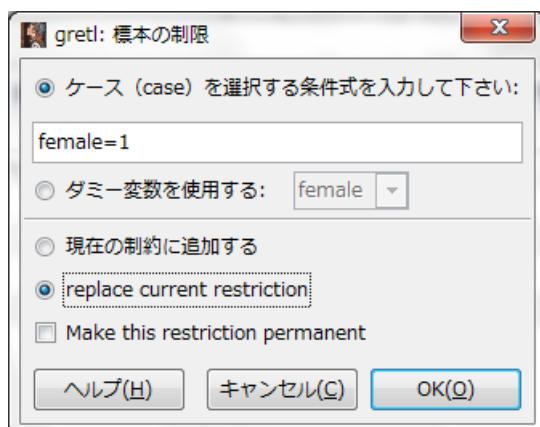 gretl: 標本の制限
ケース（case）を選択する条件式を入力して下さい:
female=1
ダミー変数を使用する: female
現在の制約に追加する
replace current restriction
Make this restriction permanent
ヘルプ(H) キャンセル(C) OK(O)